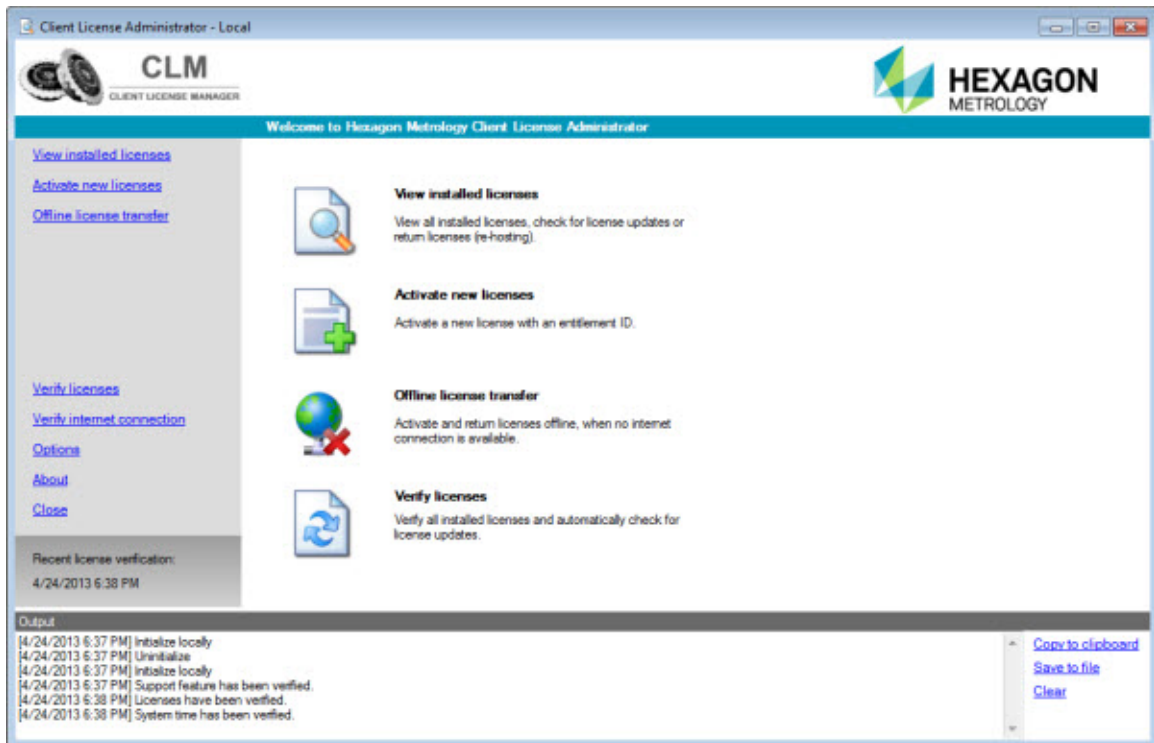 Client License Administrator - Local
CLM
CLIENT LICENSE MANAGER
HEXAGON
METROLOGY
Welcome to Hexagon Metrology Client License Administrator
View installed licenses
Activate new licenses
Offline license transfer
Verify licenses
Verify internet connection
Options
About
Close
Recent license verification:
4/24/2013 6:38 PM
View installed licenses
View all installed licenses, check for license updates or
return licenses (re-hosting).
Activate new licenses
Activate a new license with an entitlement ID.
Offline license transfer
Activate and return licenses offline, when no internet
connection is available.
Verify licenses
Verify all installed licenses and automatically check for
license updates.
Output
[4/24/2013 6:37 PM] Initialize locally
[4/24/2013 6:37 PM] Uninitialize
[4/24/2013 6:37 PM] Initialize locally
[4/24/2013 6:37 PM] Support feature has been verified.
[4/24/2013 6:38 PM] Licenses have been verified.
[4/24/2013 6:38 PM] System time has been verified.
Copy to clipboard
Save to file
Clear